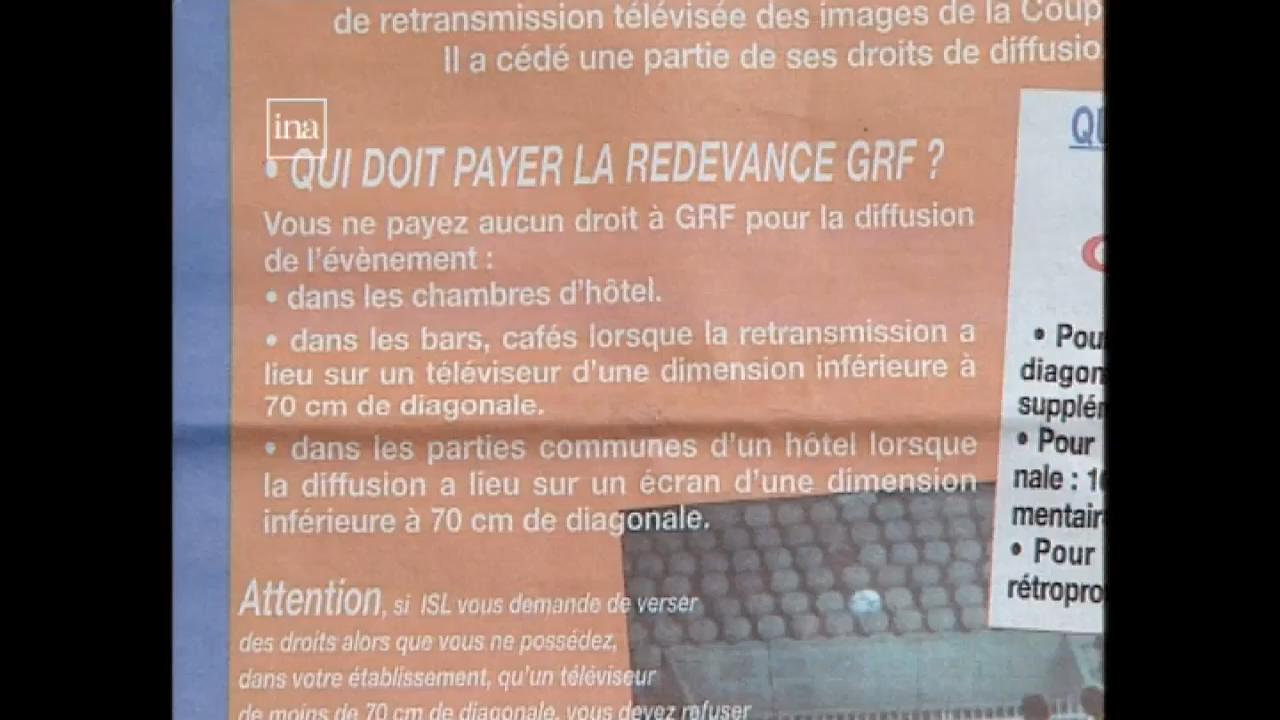 de retransmission télévisée des images de la Coup
Il a cédé une partie de ses droits de diffusio
ina
• QUI DOIT PAYER LA REDEVANCE GRF ?
Vous ne payez aucun droit à GRF pour la diffusion
de l'évènement :
• dans les chambres d'hôtel.
• dans les bars, cafés lorsque la retransmission a
lieu sur un téléviseur d'une dimension inférieure à
70 cm de diagonale.
• dans les parties communes d'un hôtel lorsque
la diffusion a lieu sur un écran d'une dimension
inférieure à 70 cm de diagonale.
Attention, si ISL vous demande de verser
des droits alors que vous ne possédez,
dans votre établissement, qu'un téléviseur
de moins de 70 cm de diagonale, vous devez refuser
QU
• Pou
diagon
supplé
• Pour
nale : 1
mentair
• Pour
rétropro